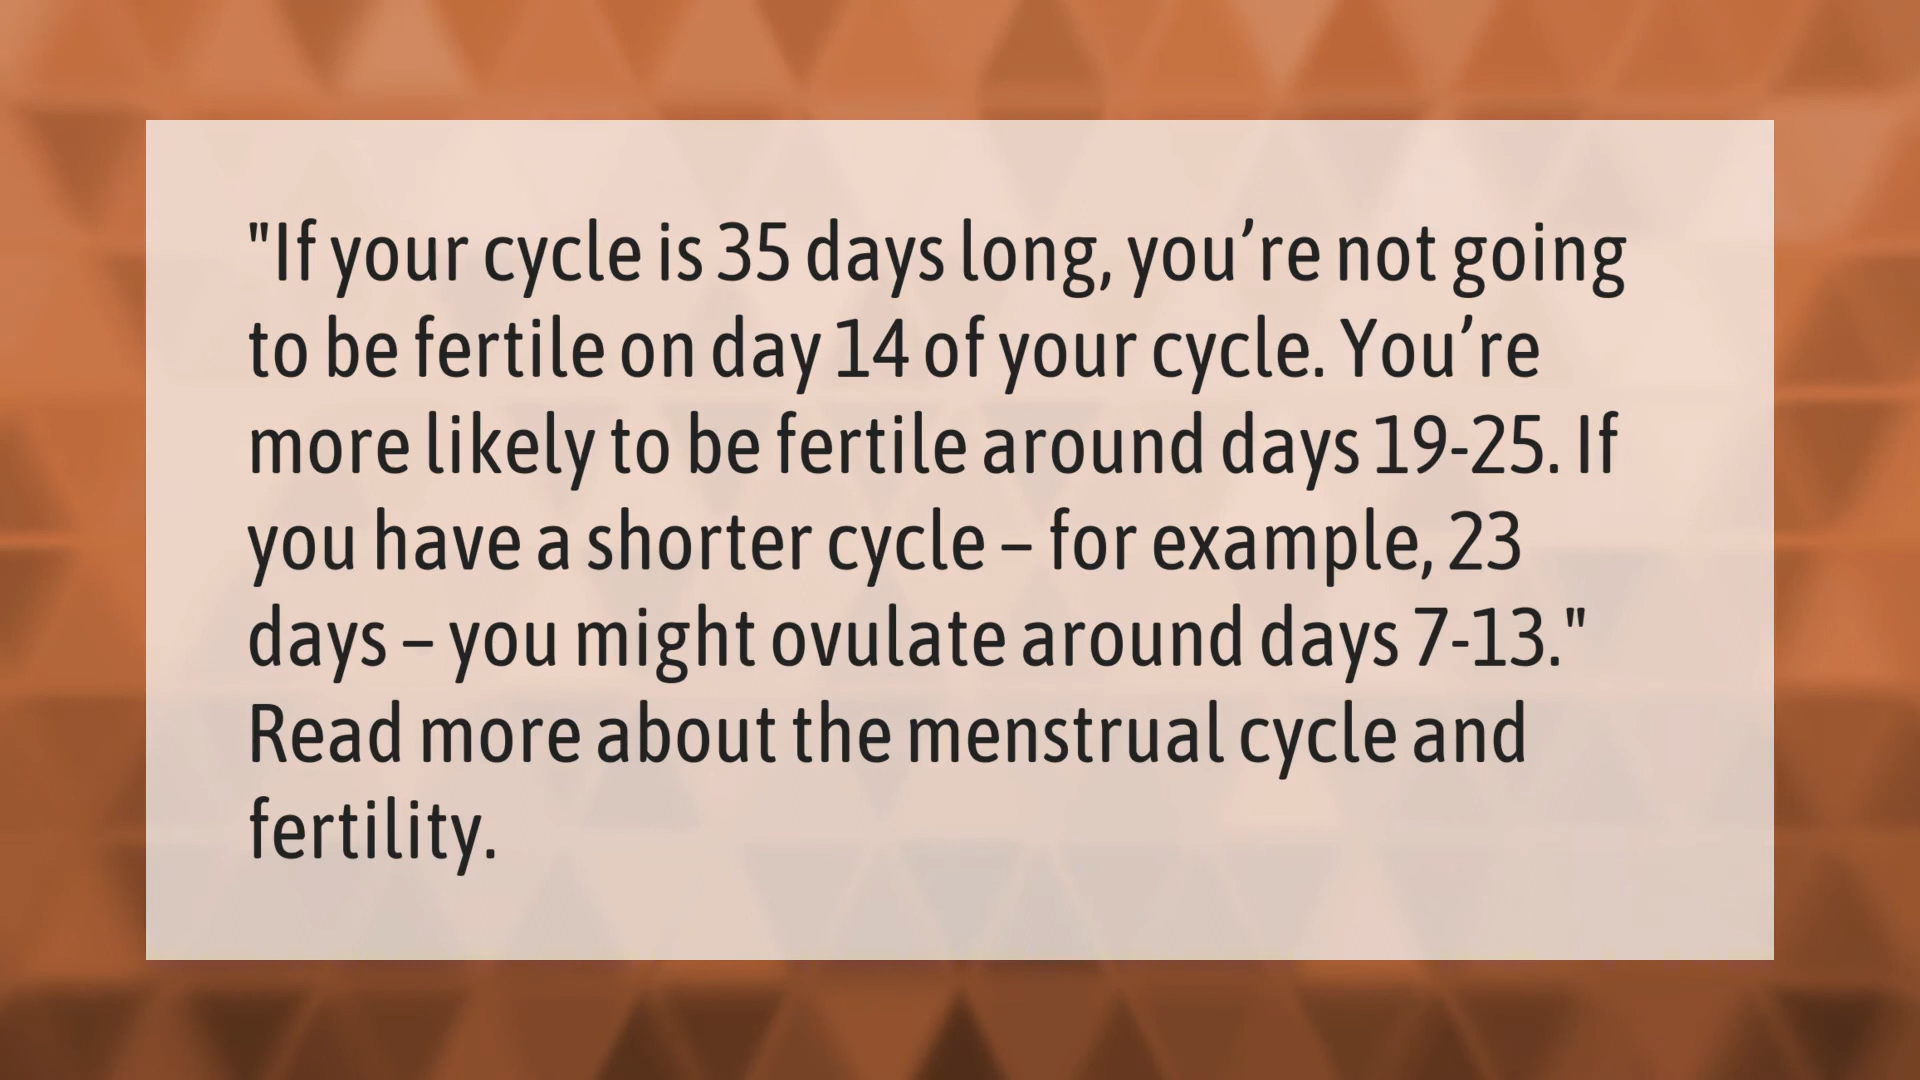 "If your cycle is 35 days long, you’re not going
to be fertile on day 14 of your cycle. You’re
more likely to be fertile around days 19-25. If
you have a shorter cycle – for example, 23
days – you might ovulate around days 7-13."
Read more about the menstrual cycle and
fertility.